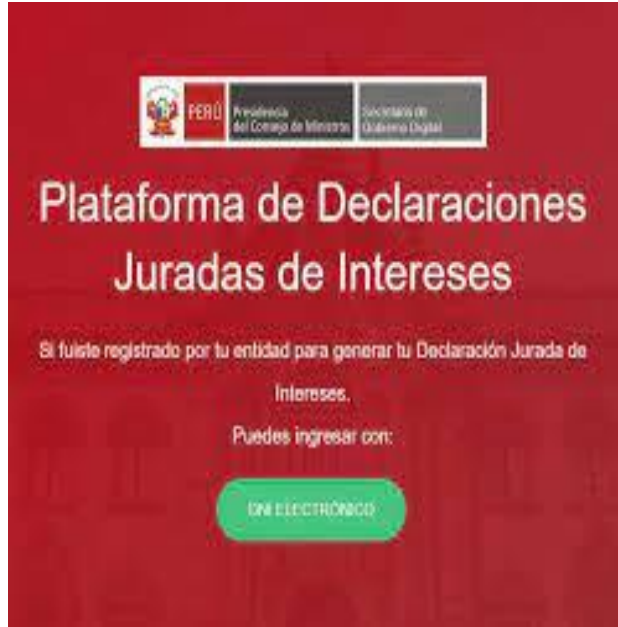 PERÚ
Presidencia
del Consejo de Ministros
Secretaría de
Gobierno Digital
Plataforma de Declaraciones
Juradas de Intereses
Si fuiste registrado por tu entidad para generar tu Declaración Jurada de
Intereses.
Puedes ingresar con:
DNI ELECTRÓNICO